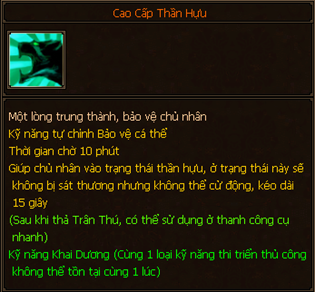 Cao Cấp Thần Hựu
Một lòng trung thành, bảo vệ chủ nhân
Kỹ năng tự chỉnh Bảo vệ cá thể
Thời gian chờ 10 phút
Giúp chủ nhân vào trạng thái thần hựu, ở trạng thái này sẽ
không bị sát thương nhưng không thể cử động, kéo dài
15 giây
(Sau khi thả Trân Thú, có thể sử dụng ở thanh công cụ
nhanh)
Kỹ năng Khai Dương (Cùng 1 loại kỹ năng thi triển thủ công
không thể tồn tại cùng 1 lúc)